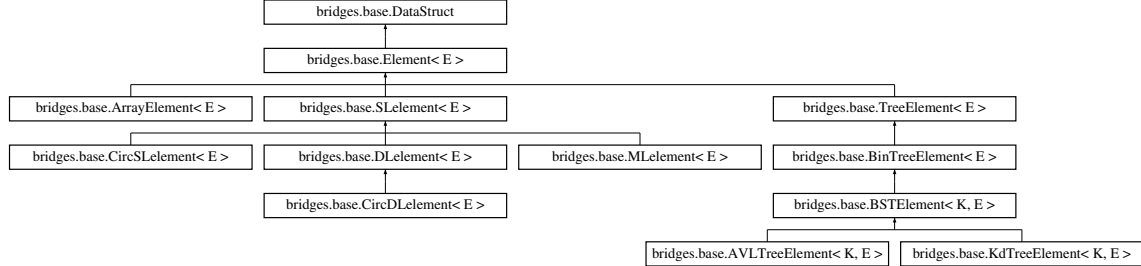 bridges.base.DataStruct
bridges.base.Element< E >
bridges.base.ArrayElement< E >
bridges.base.SLelement< E >
bridges.base.TreeElement< E >
bridges.base.CircSLelement< E >
bridges.base.DLelement< E >
bridges.base.MLelement< E >
bridges.base.BinTreeElement< E >
bridges.base.CircDLelement< E >
bridges.base.BSTElement< K, E >
bridges.base.AVLTreeElement< K, E >
bridges.base.KdTreeElement< K, E >